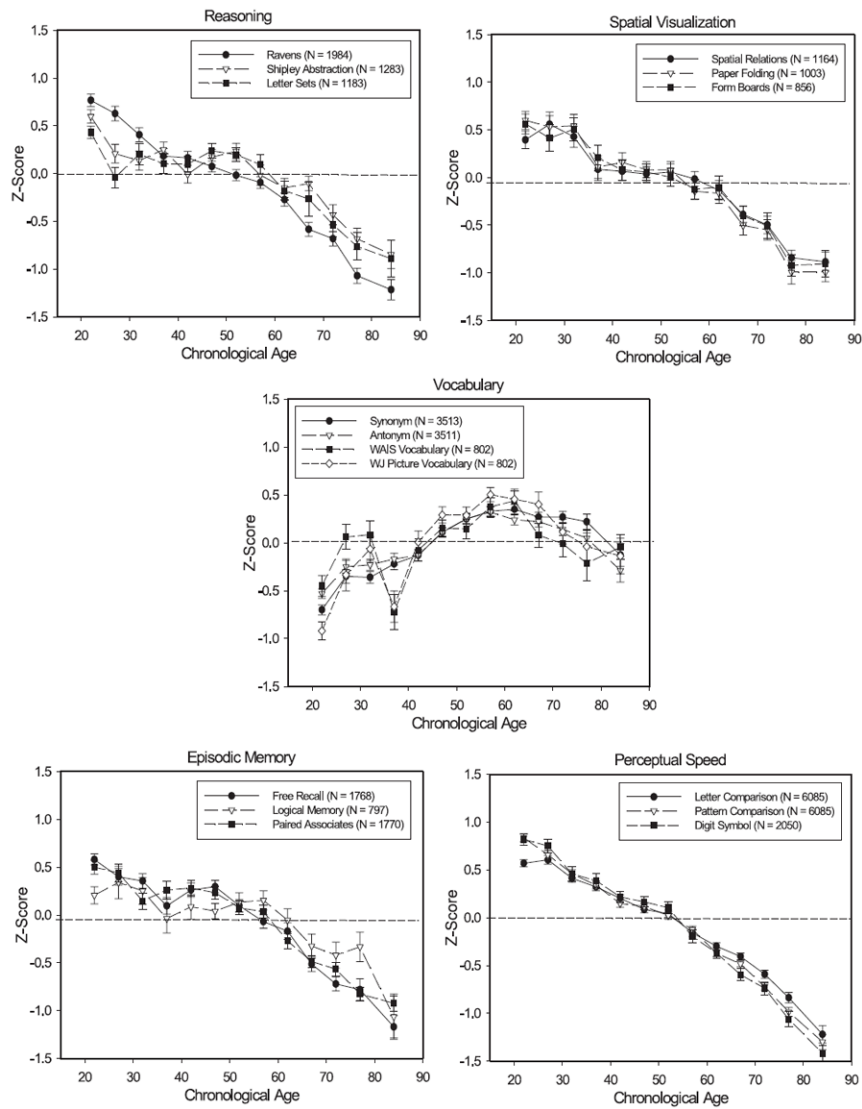 Reasoning
Ravens (N = 1984)
Shipley Abstraction (N = 1283)
Letter Sets (N = 1183)
1.5
1.0
0.5
0.0
-0.5
-1.0
-1.5
Z-Score
20 30 40 50 60 70 80 90
Chronological Age
Spatial Visualization
Spatial Relations (N = 1164)
Paper Folding (N = 1003)
Form Boards (N = 856)
1.5
1.0
0.5
0.0
-0.5
-1.0
-1.5
Z-Score
20 30 40 50 60 70 80 90
Chronological Age
Vocabulary
Synonym (N = 3513)
Antonym (N = 3511)
WAIS Vocabulary (N = 802)
WJ Picture Vocabulary (N = 802)
1.5
1.0
0.5
0.0
-0.5
-1.0
-1.5
Z-Score
20 30 40 50 60 70 80 90
Chronological Age
Episodic Memory
Free Recall (N = 1768)
Logical Memory (N = 797)
Paired Associates (N = 1770)
1.5
1.0
0.5
0.0
-0.5
-1.0
-1.5
Z-Score
20 30 40 50 60 70 80 90
Chronological Age
Perceptual Speed
Letter Comparison (N = 6085)
Pattern Comparison (N = 6085)
Digit Symbol (N = 2050)
1.5
1.0
0.5
0.0
-0.5
-1.0
-1.5
Z-Score
20 30 40 50 60 70 80 90
Chronological Age